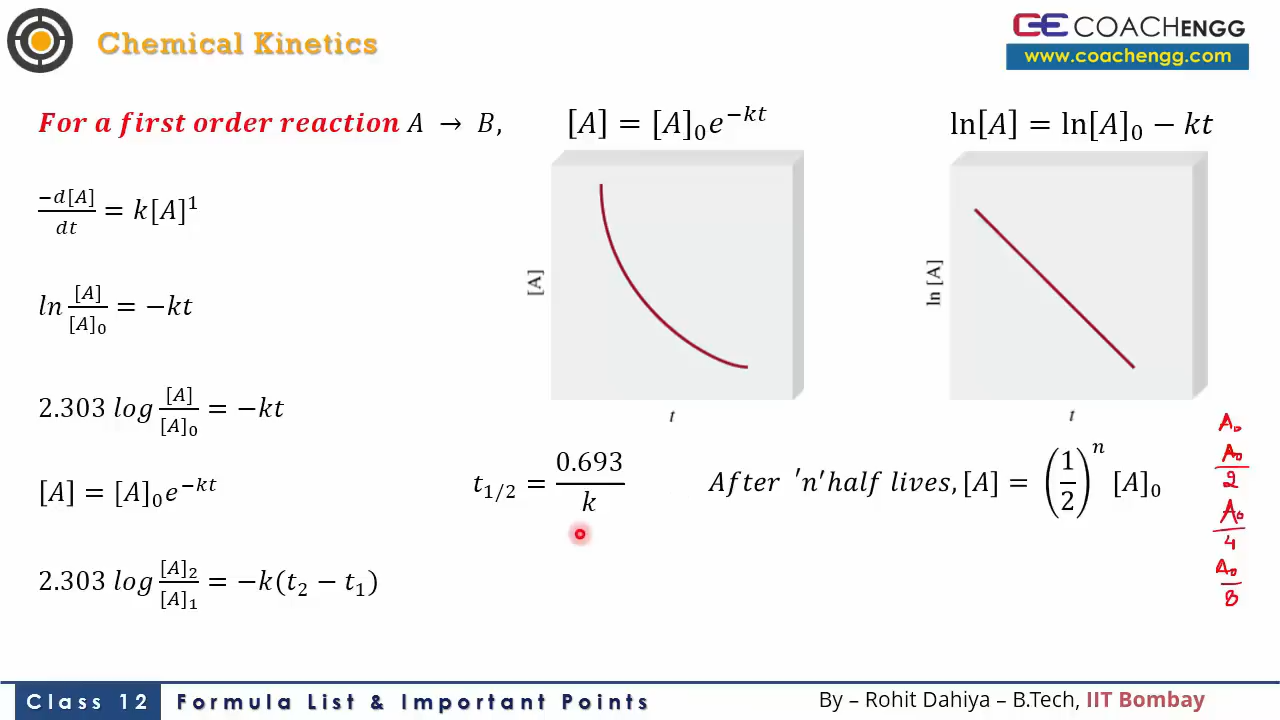 Chemical Kinetics
CE COACHENGG
www.coachengg.com
For a first order reaction A → B,
[A] = [A]₀e^{−kt}
ln[A] = ln[A]₀ − kt
−d[A]/dt = k[A]¹
ln [A]/[A]₀ = −kt
2.303 log [A]/[A]₀ = −kt
[A] = [A]₀e^{−kt}
2.303 log [A]₂/[A]₁ = −k(t₂ − t₁)
[A]
t
ln [A]
t
t_{1/2} = 0.693/k
After 'n'half lives, [A] = (1/2)^n [A]₀
A₀
A₀/2
A₀/4
A₀/8
Class 12 Formula List & Important Points
By – Rohit Dahiya – B.Tech, IIT Bombay